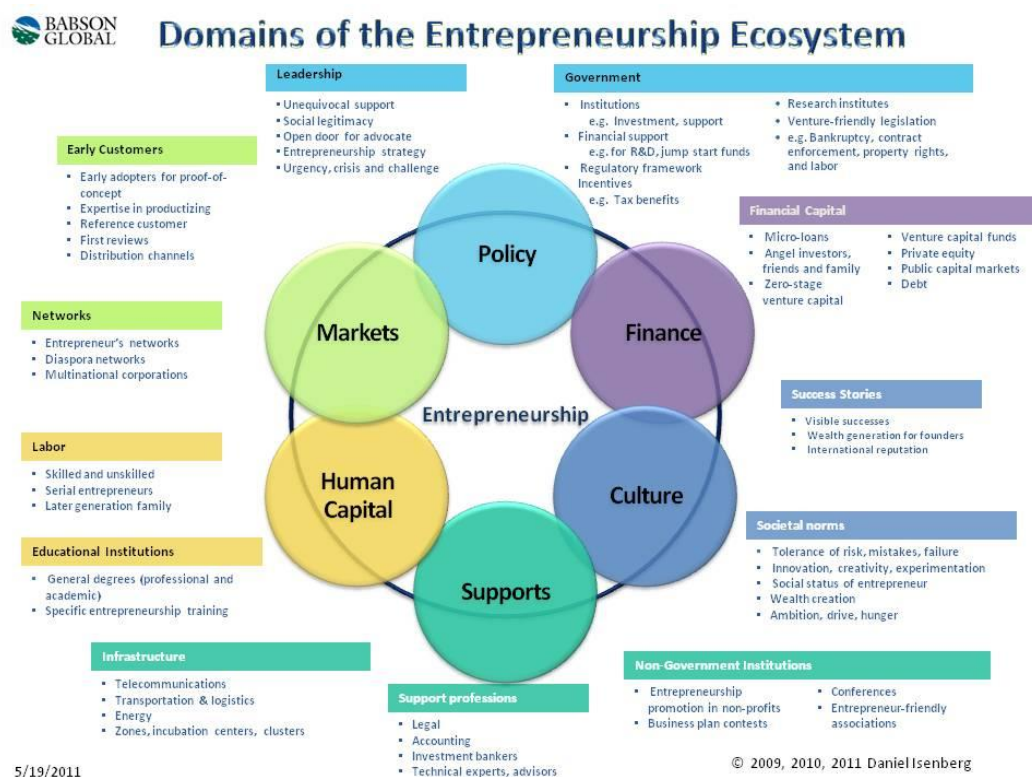 BABSON
GLOBAL
Domains of the Entrepreneurship Ecosystem
Leadership
▪ Unequivocal support
▪ Social legitimacy
▪ Open door for advocate
▪ Entrepreneurship strategy
▪ Urgency, crisis and challenge
Government
▪ Institutions
e.g. Investment, support
▪ Financial support
e.g. for R&D, jump start funds
▪ Regulatory framework
Incentives
e.g. Tax benefits
• Research institutes
• Venture-friendly legislation
• e.g. Bankruptcy, contract
enforcement, property rights,
and labor
Early Customers
▪ Early adopters for proof-of-
concept
▪ Expertise in productizing
▪ Reference customer
▪ First reviews
▪ Distribution channels
Financial Capital
▪ Micro-loans
▪ Angel investors,
friends and family
▪ Zero-stage
venture capital
▪ Venture capital funds
▪ Private equity
▪ Public capital markets
▪ Debt
Networks
▪ Entrepreneur's networks
▪ Diaspora networks
▪ Multinational corporations
Policy
Markets
Finance
Entrepreneurship
Human
Capital
Culture
Supports
Success Stories
▪ Visible successes
▪ Wealth generation for founders
▪ International reputation
Labor
▪ Skilled and unskilled
▪ Serial entrepreneurs
▪ Later generation family
Societal norms
▪ Tolerance of risk, mistakes, failure
▪ Innovation, creativity, experimentation
▪ Social status of entrepreneur
▪ Wealth creation
▪ Ambition, drive, hunger
Educational Institutions
▪ General degrees (professional and
academic)
▪ Specific entrepreneurship training
Infrastructure
▪ Telecommunications
▪ Transportation & logistics
▪ Energy
▪ Zones, incubation centers, clusters
Support professions
▪ Legal
▪ Accounting
▪ Investment bankers
▪ Technical experts, advisors
Non-Government Institutions
▪ Entrepreneurship
promotion in non-profits
▪ Business plan contests
▪ Conferences
▪ Entrepreneur-friendly
associations
5/19/2011
© 2009, 2010, 2011 Daniel Isenberg